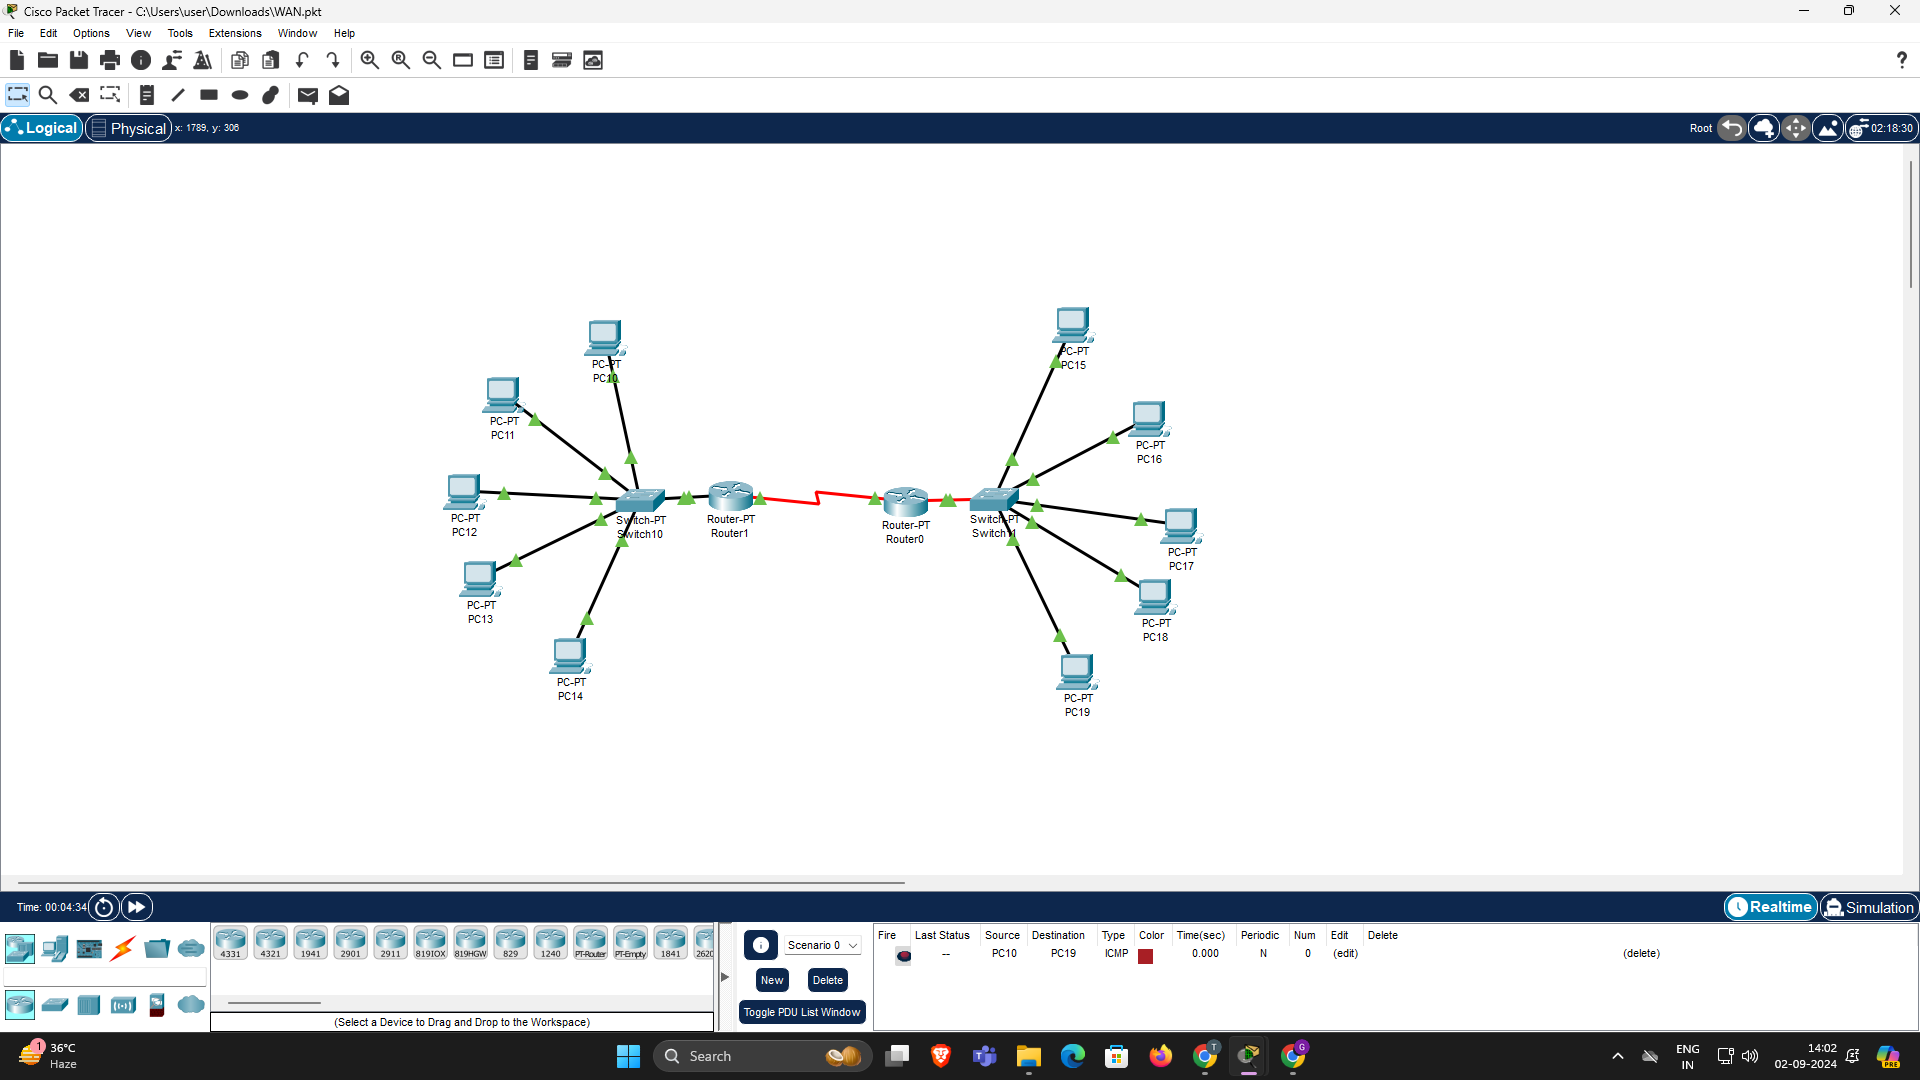 Cisco Packet Tracer - C:\Users\user\Downloads\WAN.pkt
File Edit Options View Tools Extensions Window Help
Logical Physical x: 1789, y: 306 Root 02:18:30
PC-PT
PC10
PC-PT
PC11
PC-PT
PC12
PC-PT
PC13
PC-PT
PC14
Switch-PT
Switch10
Router-PT
Router1
Router-PT
Router0
Switch-PT
PC-PT
PC15
PC-PT
PC16
PC-PT
PC17
PC-PT
PC18
PC-PT
PC19
Time: 00:04:34 Realtime Simulation
4331 4321 1941 2901 2911 819IOX 819HGW 829 1240 PT-Router PT-Empty 1841 2620
(Select a Device to Drag and Drop to the Workspace)
Scenario 0
New Delete
Toggle PDU List Window
Fire Last Status Source Destination Type Color Time(sec) Periodic Num Edit Delete
-- PC10 PC19 ICMP 0.000 N 0 (edit) (delete)
1 36°C
Haze
Search
T
G
PRE
ENG
IN
14:02
02-09-2024